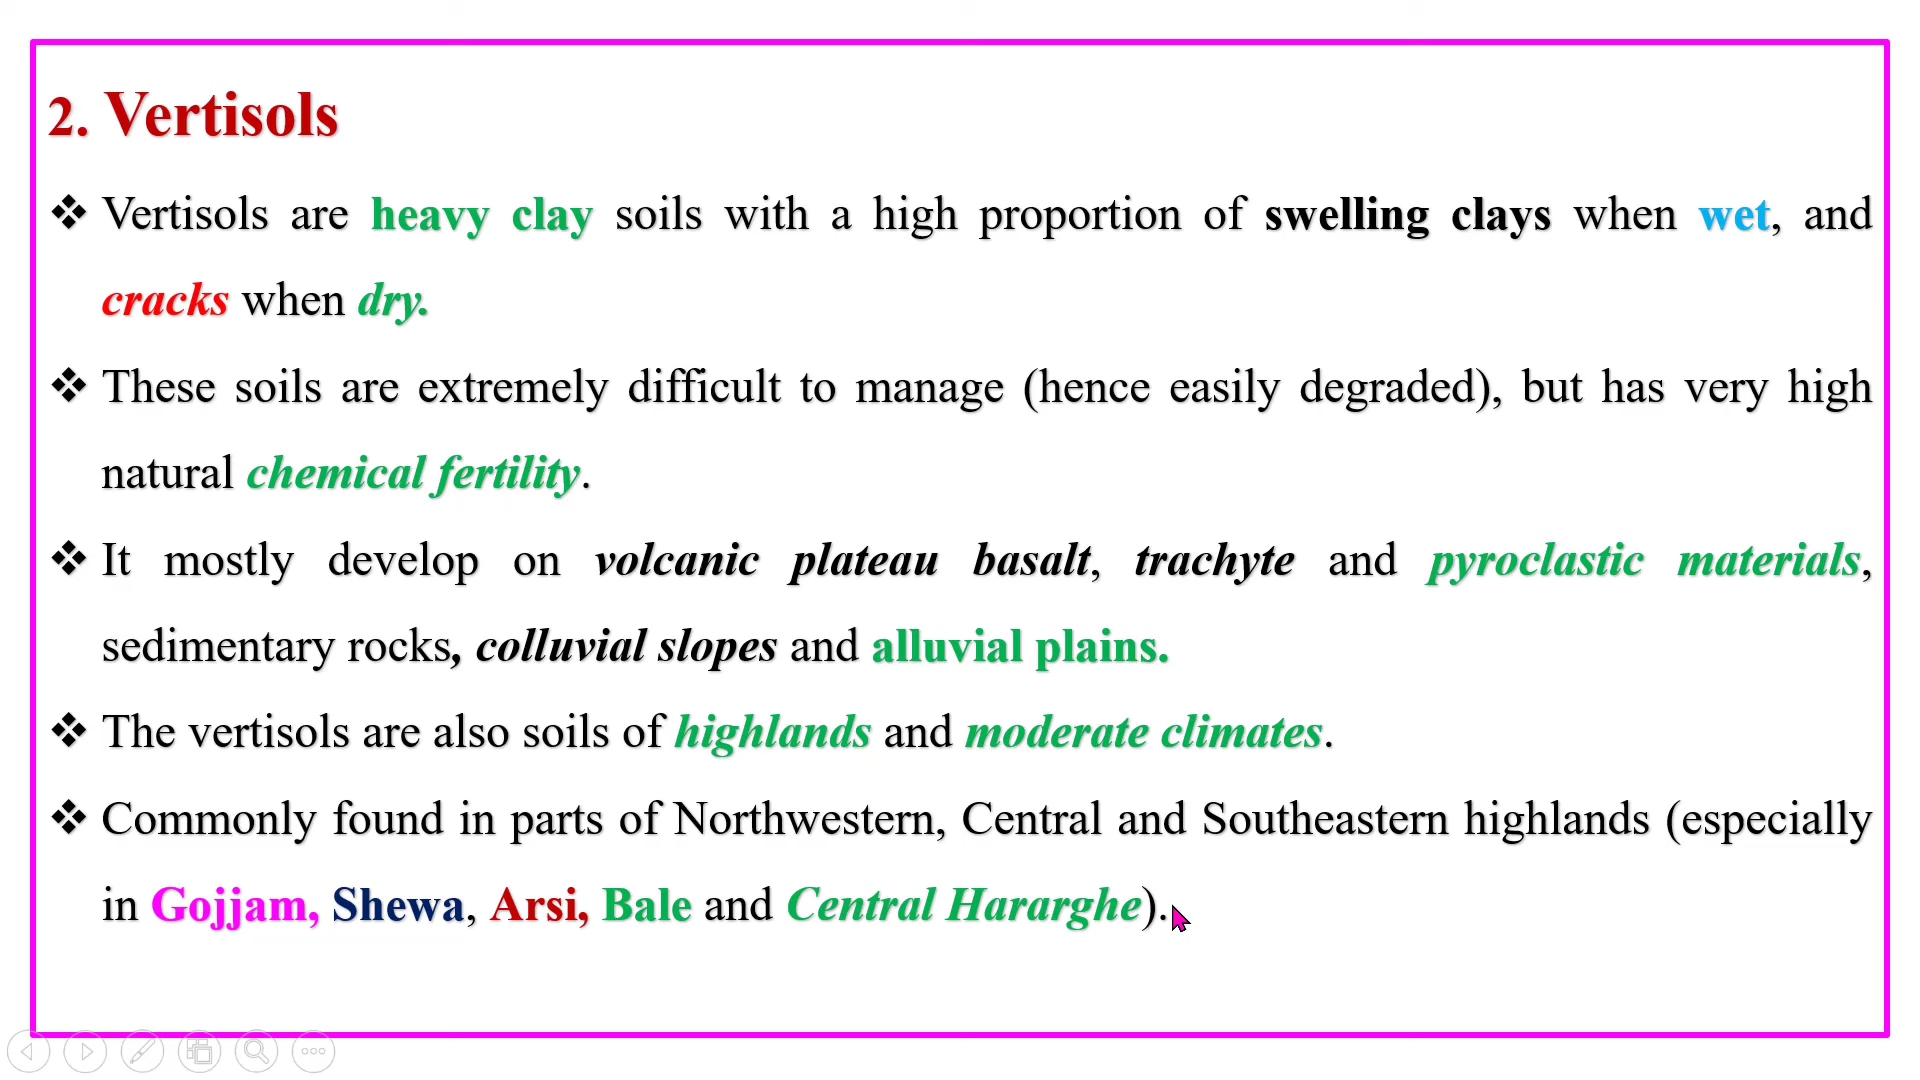 2. Vertisols
❖ Vertisols are heavy clay soils with a high proportion of swelling clays when wet, and
cracks when dry.
❖ These soils are extremely difficult to manage (hence easily degraded), but has very high
natural chemical fertility.
❖ It mostly develop on volcanic plateau basalt, trachyte and pyroclastic materials,
sedimentary rocks, colluvial slopes and alluvial plains.
❖ The vertisols are also soils of highlands and moderate climates.
❖ Commonly found in parts of Northwestern, Central and Southeastern highlands (especially
in Gojjam, Shewa, Arsi, Bale and Central Hararghe).